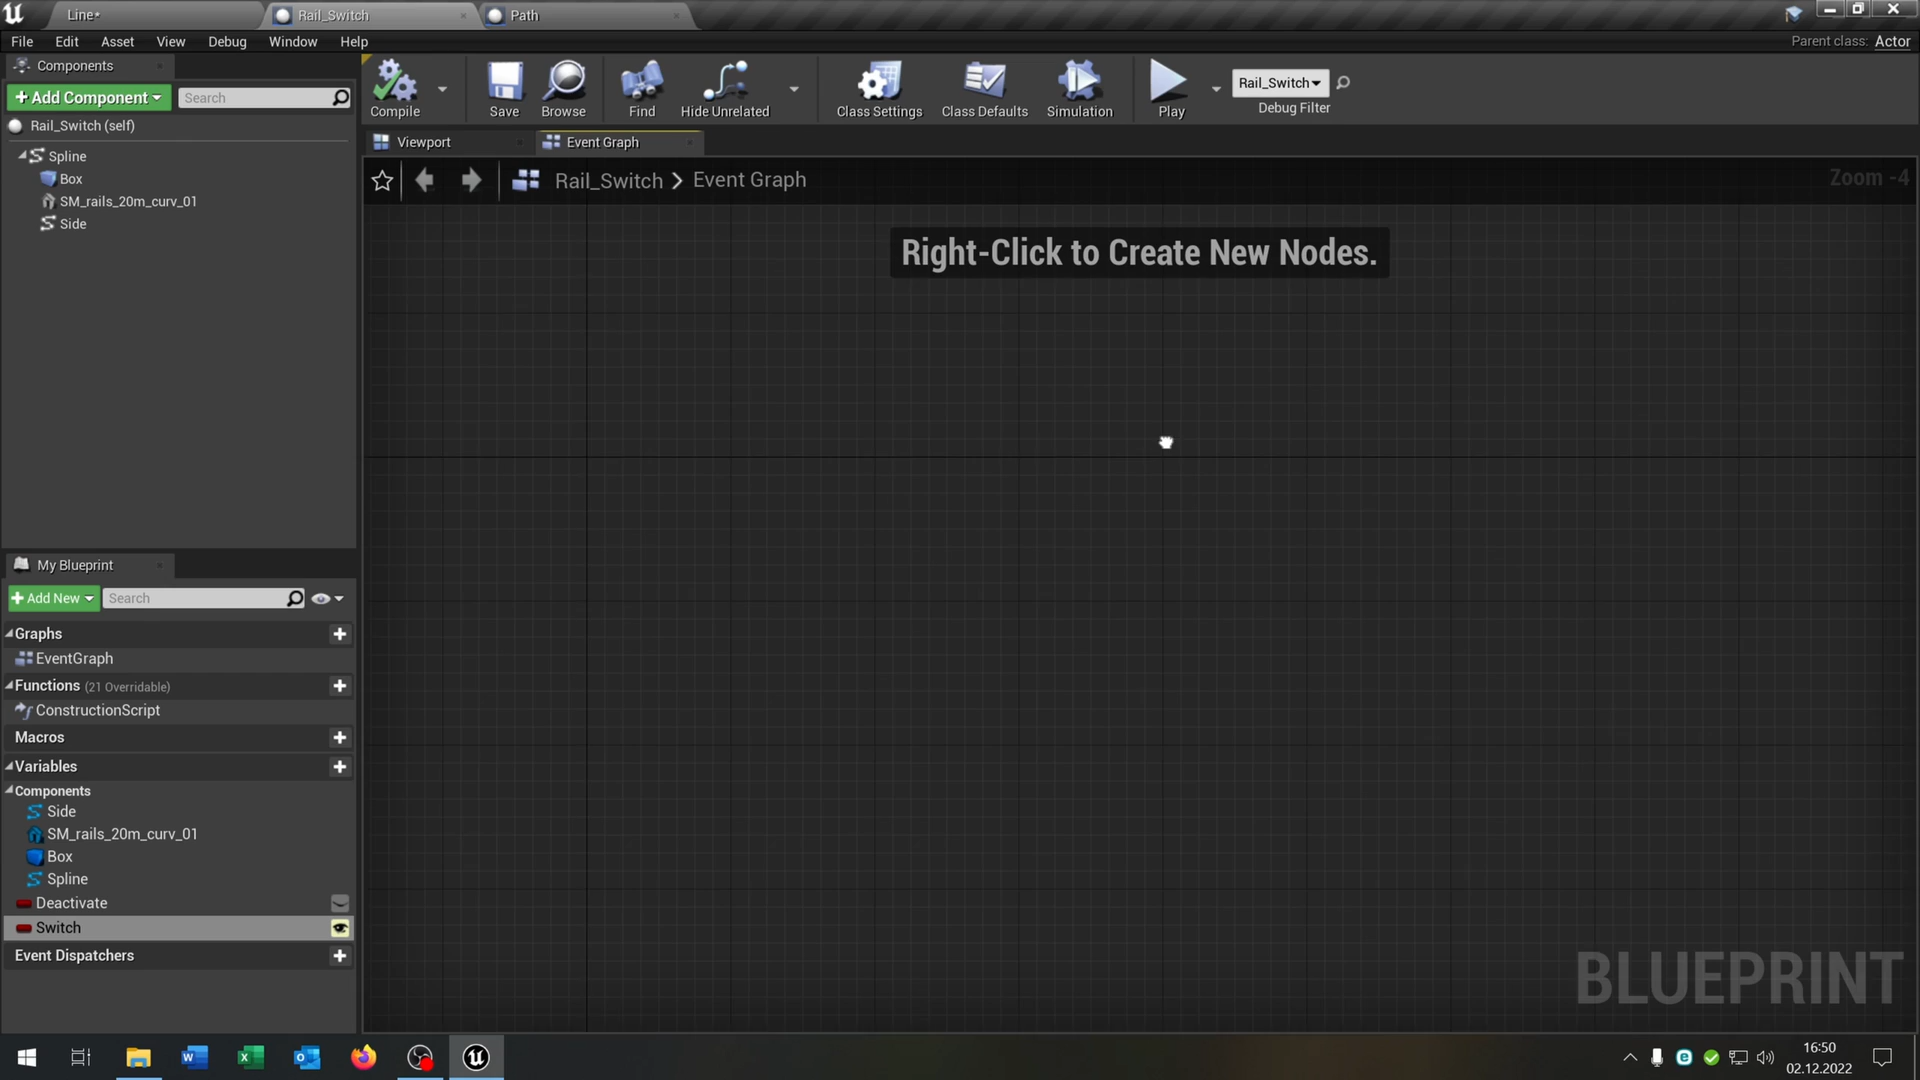 Line*
Rail_Switch
Path
File Edit Asset View Debug Window Help
Parent class: Actor
Components
+ Add Component
Search
Rail_Switch (self)
Spline
Box
SM_rails_20m_curv_01
Side
Compile
Save
Browse
Find
Hide Unrelated
Class Settings
Class Defaults
Simulation
Play
Rail_Switch
Debug Filter
Viewport
Event Graph
Rail_Switch > Event Graph
Zoom -4
Right-Click to Create New Nodes.
My Blueprint
+ Add New
Search
Graphs
EventGraph
Functions (21 Overridable)
ConstructionScript
Macros
Variables
Components
Side
SM_rails_20m_curv_01
Box
Spline
Deactivate
Switch
Event Dispatchers
BLUEPRINT
16:50
02.12.2022